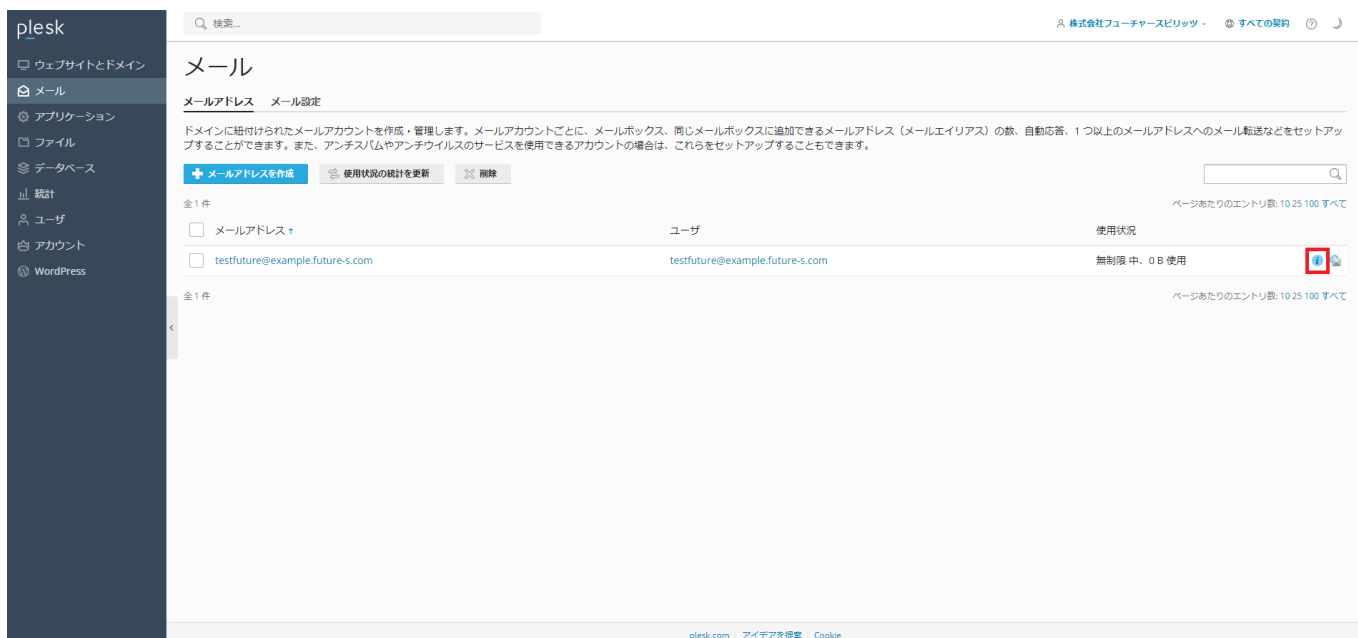 plesk
検索...
株式会社フューチャースピリッツ
すべての契約
ウェブサイトとドメイン
メール
アプリケーション
ファイル
データベース
統計
ユーザ
アカウント
WordPress
メール
メールアドレス メール設定
ドメインに紐付けられたメールアカウントを作成・管理します。メールアカウントごとに、メールボックス、同じメールボックスに追加できるメールアドレス（メールエイリアス）の数、自動応答、1 つ以上のメールアドレスへのメール転送などをセットアッ
プすることができます。また、アンチスパムやアンチウイルスのサービスを使用できるアカウントの場合は、これらをセットアップすることもできます。
メールアドレスを作成 使用状況の統計を更新 削除
全 1 件 ページあたりのエントリ数: 10 25 100 すべて
メールアドレス ↑ ユーザ 使用状況
testfuture@example.future-s.com testfuture@example.future-s.com 無制限 中、0 B 使用
全 1 件 ページあたりのエントリ数: 10 25 100 すべて
plesk.com アイデアを提案 Cookie